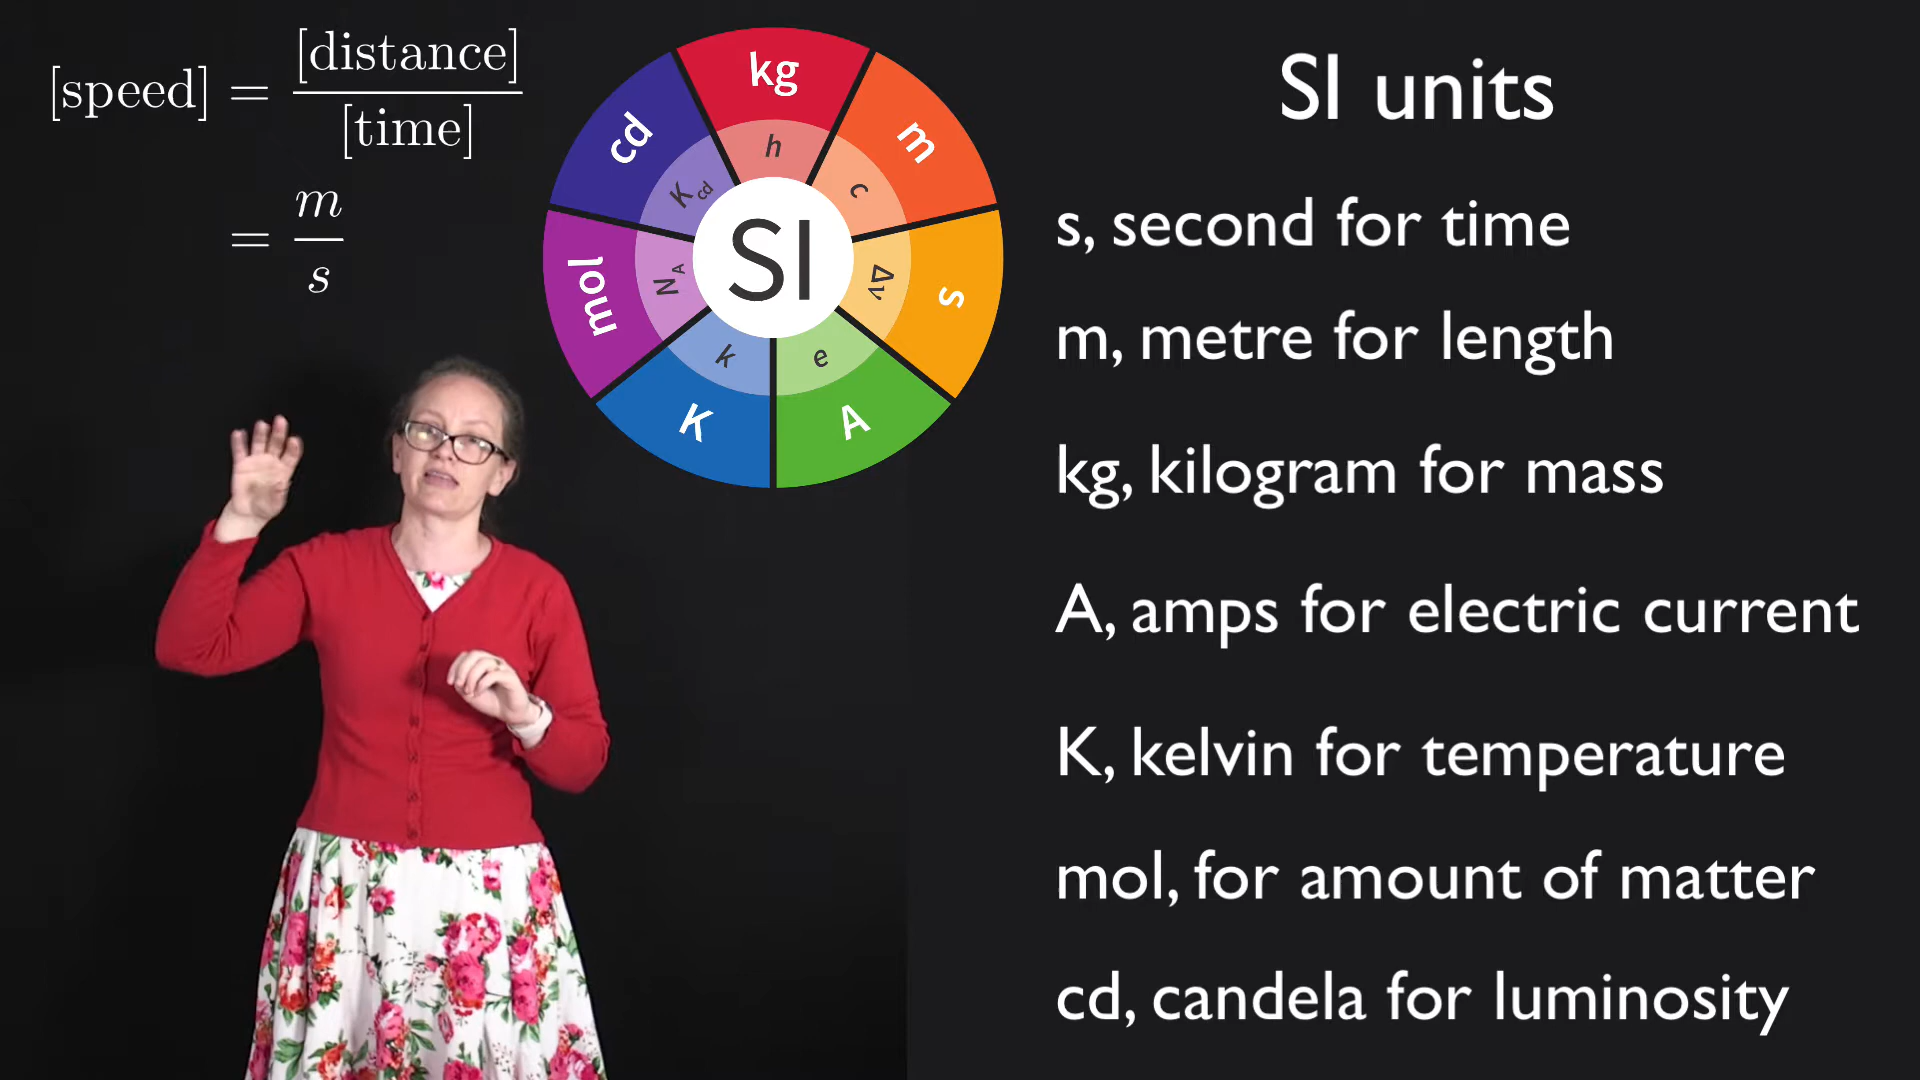 [speed] = [distance]
[time]
= m
s
kg
m
s
A
K
mol
cd
h
c
Δν
e
k
N_A
K_cd
SI
SI units
s, second for time
m, metre for length
kg, kilogram for mass
A, amps for electric current
K, kelvin for temperature
mol, for amount of matter
cd, candela for luminosity